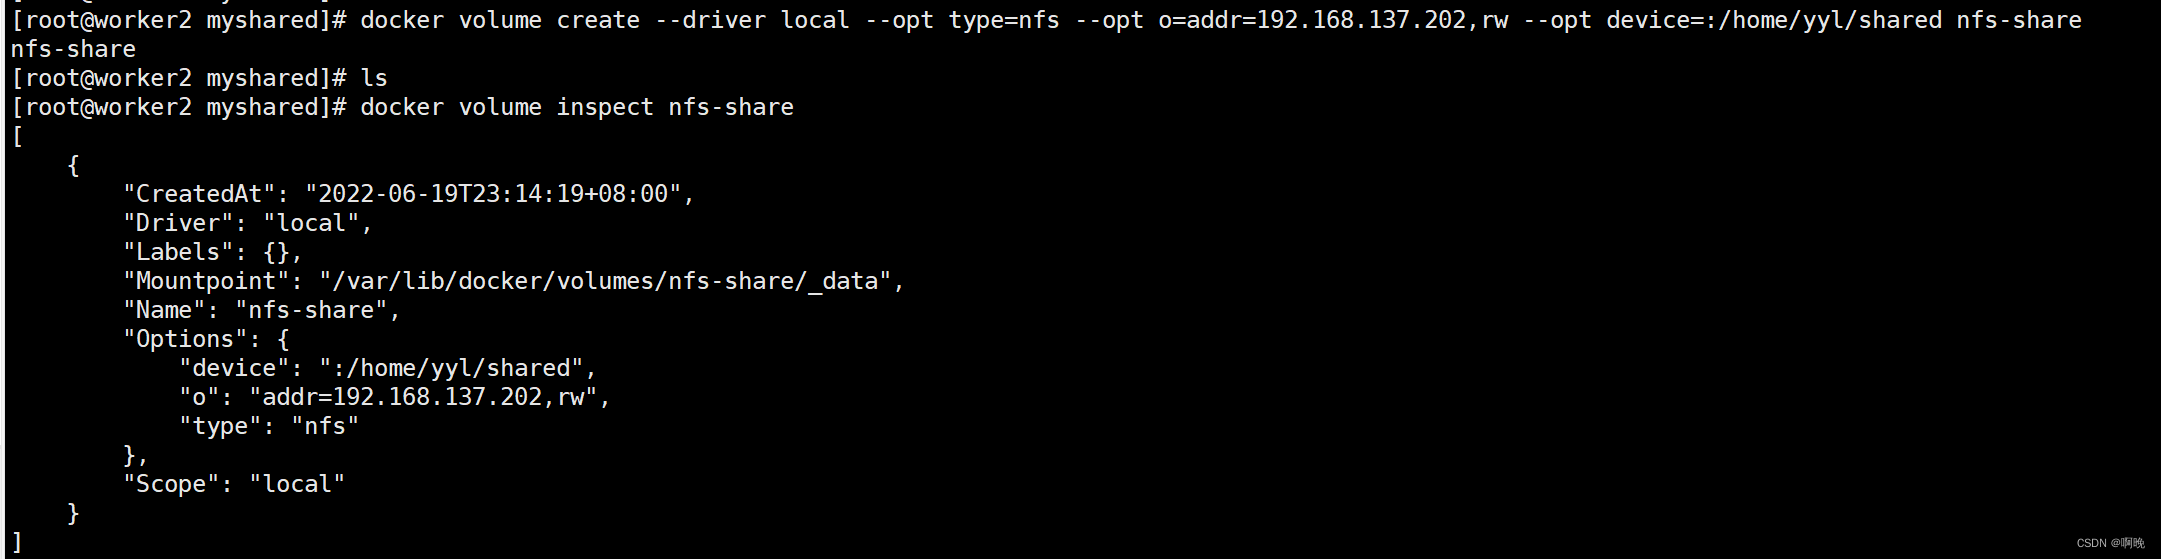 [root@worker2 myshared]# docker volume create --driver local --opt type=nfs --opt o=addr=192.168.137.202,rw --opt device=:/home/yyl/shared nfs-share
nfs-share
[root@worker2 myshared]# ls
[root@worker2 myshared]# docker volume inspect nfs-share
[
    {
        "CreatedAt": "2022-06-19T23:14:19+08:00",
        "Driver": "local",
        "Labels": {},
        "Mountpoint": "/var/lib/docker/volumes/nfs-share/_data",
        "Name": "nfs-share",
        "Options": {
            "device": ":/home/yyl/shared",
            "o": "addr=192.168.137.202,rw",
            "type": "nfs"
        },
        "Scope": "local"
    }
]
CSDN @啊晚